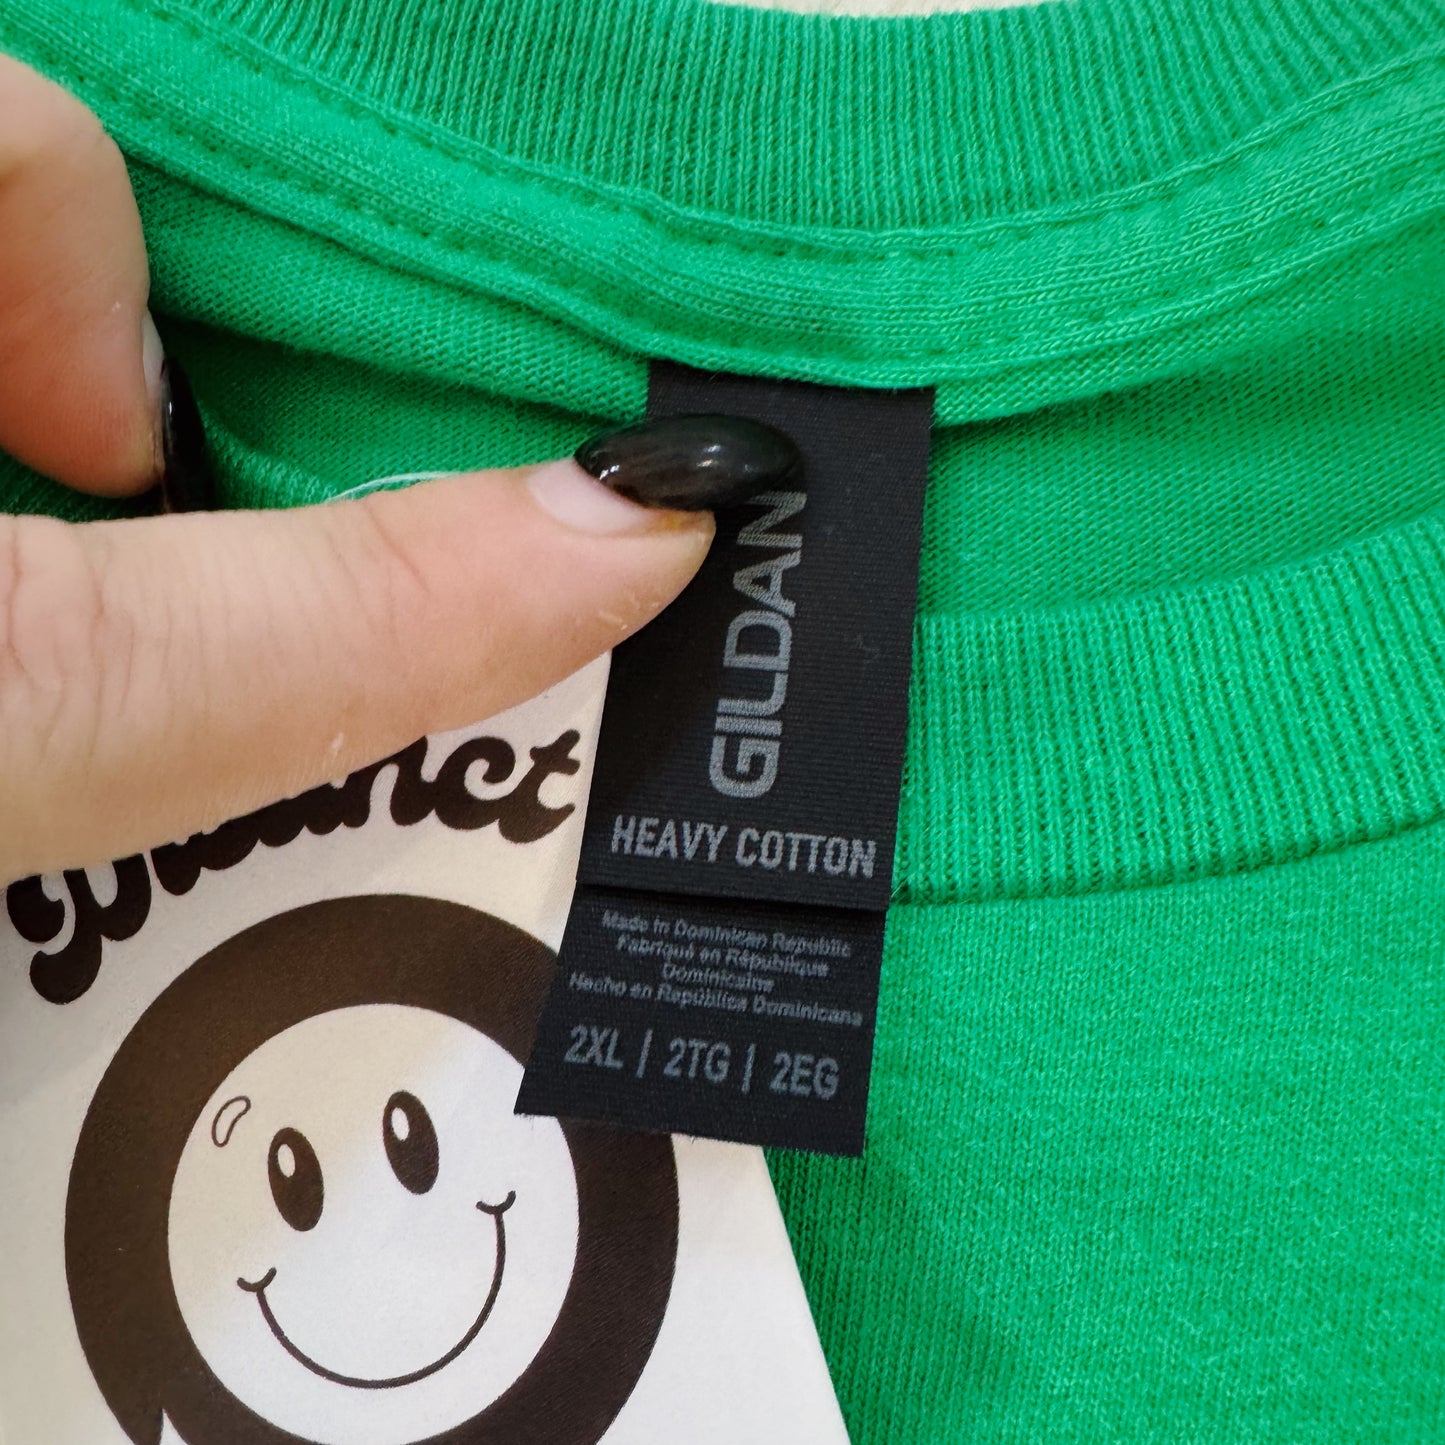 GILDAN
HEAVY COTTON
Made in Dominican Republic
Fabriqué en République
Dominicaine
Hecho en República Dominicana
2XL | 2TG | 2EG